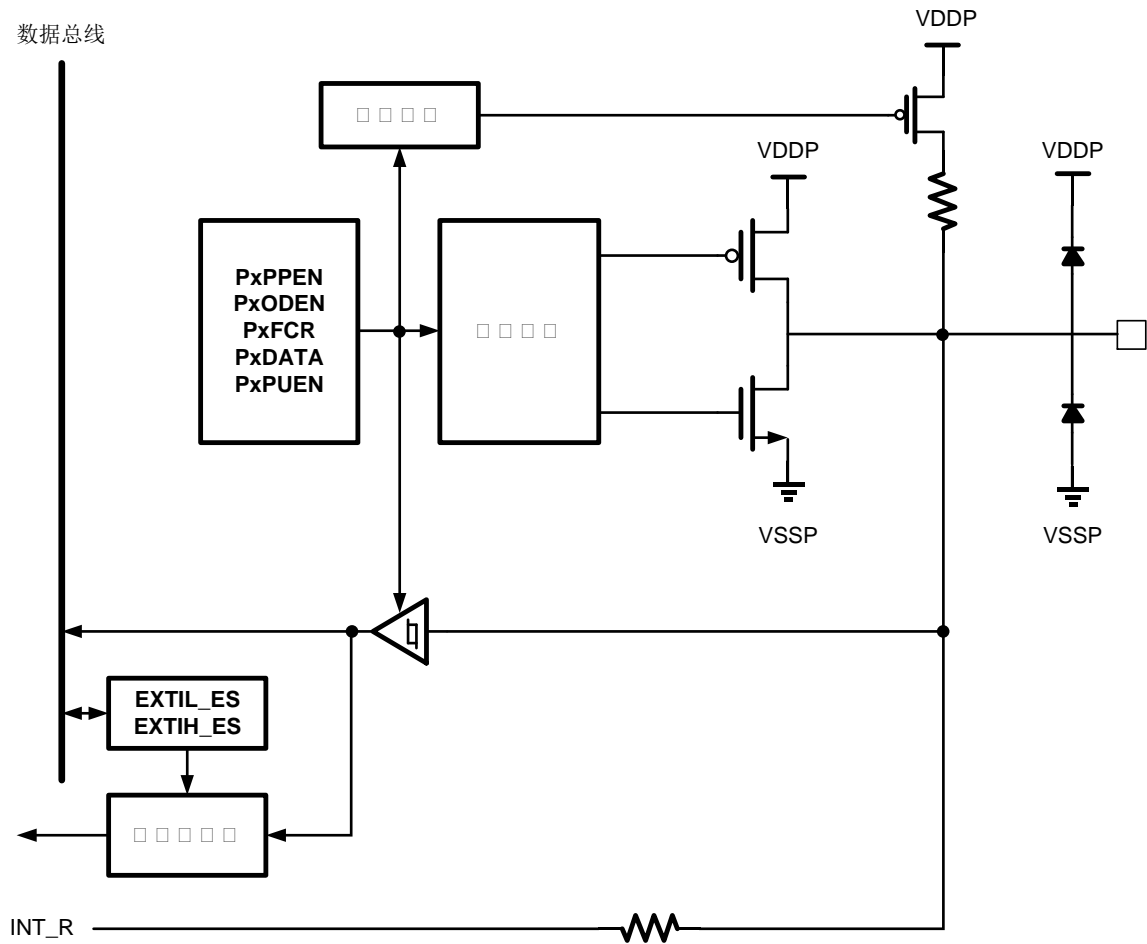 数据总线
VDDP
VDDP
VDDP
PxPPEN
PxODEN
PxFCR
PxDATA
PxPUEN
VSSP
VSSP
EXTIL_ES
EXTIH_ES
INT_R